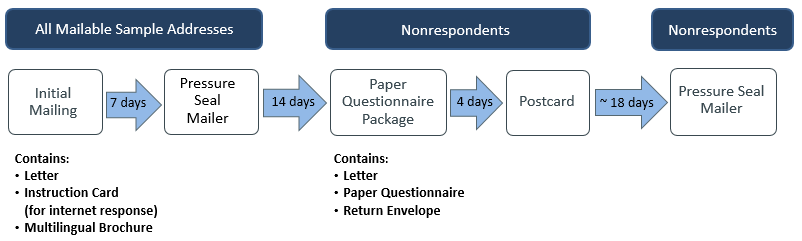 All Mailable Sample Addresses
Nonrespondents
Nonrespondents
Initial
Mailing
7 days
Pressure
Seal
Mailer
14 days
Paper
Questionnaire
Package
4 days
Postcard
~ 18 days
Pressure Seal
Mailer
Contains:
• Letter
• Instruction Card
(for internet response)
• Multilingual Brochure
Contains:
• Letter
• Paper Questionnaire
• Return Envelope